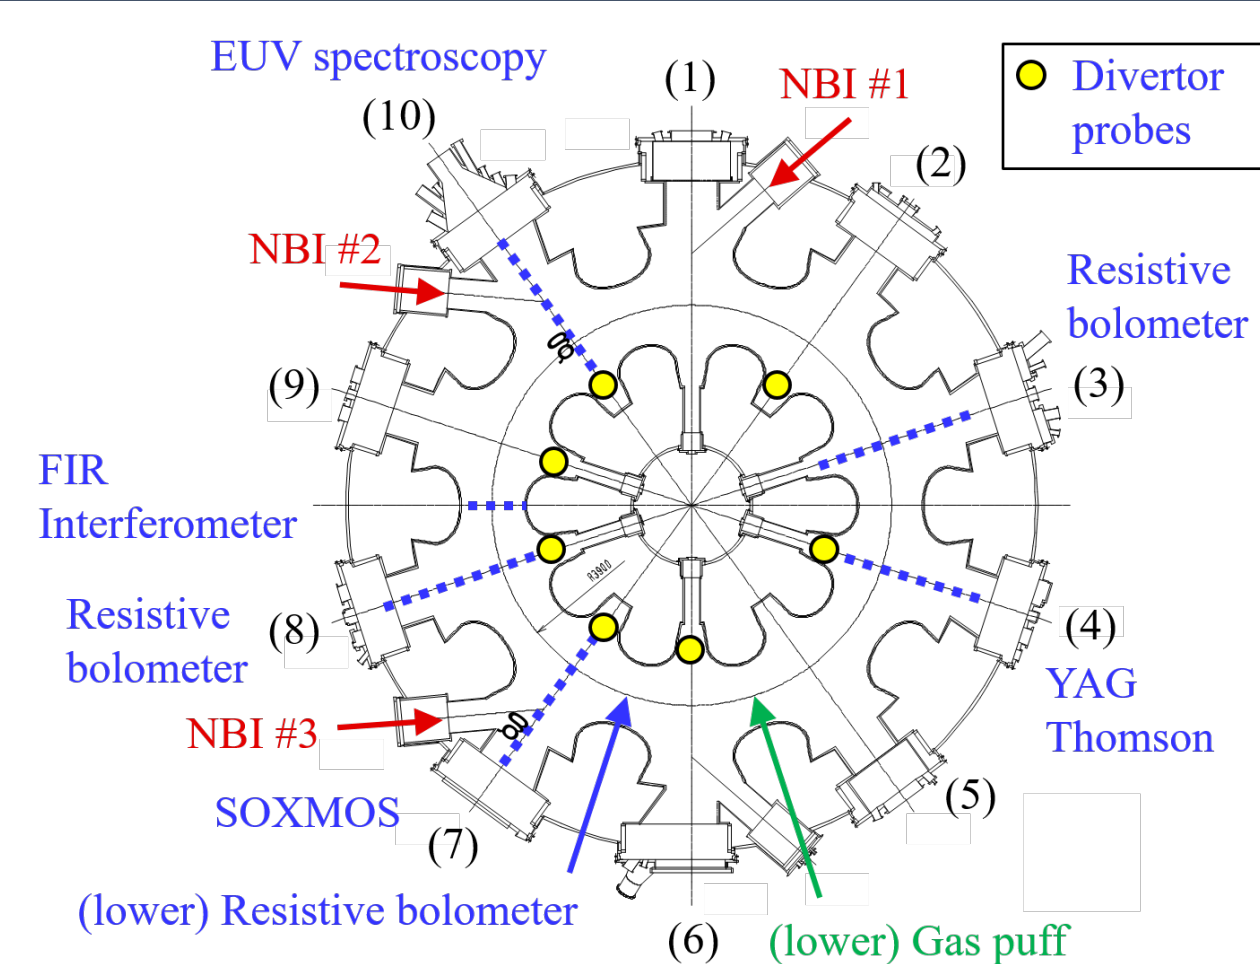 EUV spectroscopy
(1)
NBI #1
Divertor
probes
(10)
(2)
NBI #2
Resistive
bolometer
(9)
(3)
FIR
Interferometer
R3900
Resistive
bolometer
(8)
(4)
YAG
Thomson
NBI #3
SOXMOS
(7)
(5)
(lower) Resistive bolometer
(6)
(lower) Gas puff